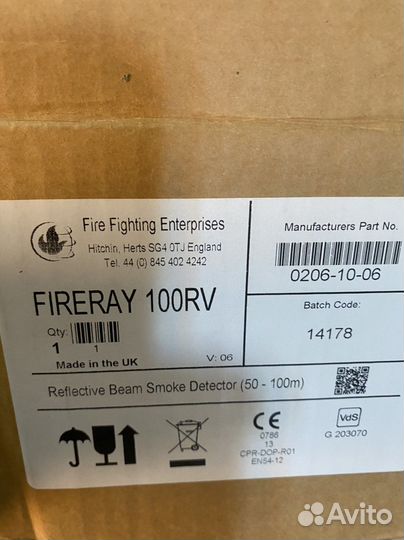 Fire Fighting Enterprises
Hitchin, Herts SG4 0TJ England
Tel. 44 (0) 845 402 4242
Manufacturers Part No.
0206-10-06
FIRERAY 100RV
Qty:
1
1
Made in the UK
V: 06
Batch Code:
14178
Reflective Beam Smoke Detector (50 - 100m)
CE
0786
13
CPR-DOP-R01
EN54-12
VdS
G 203070
Avito